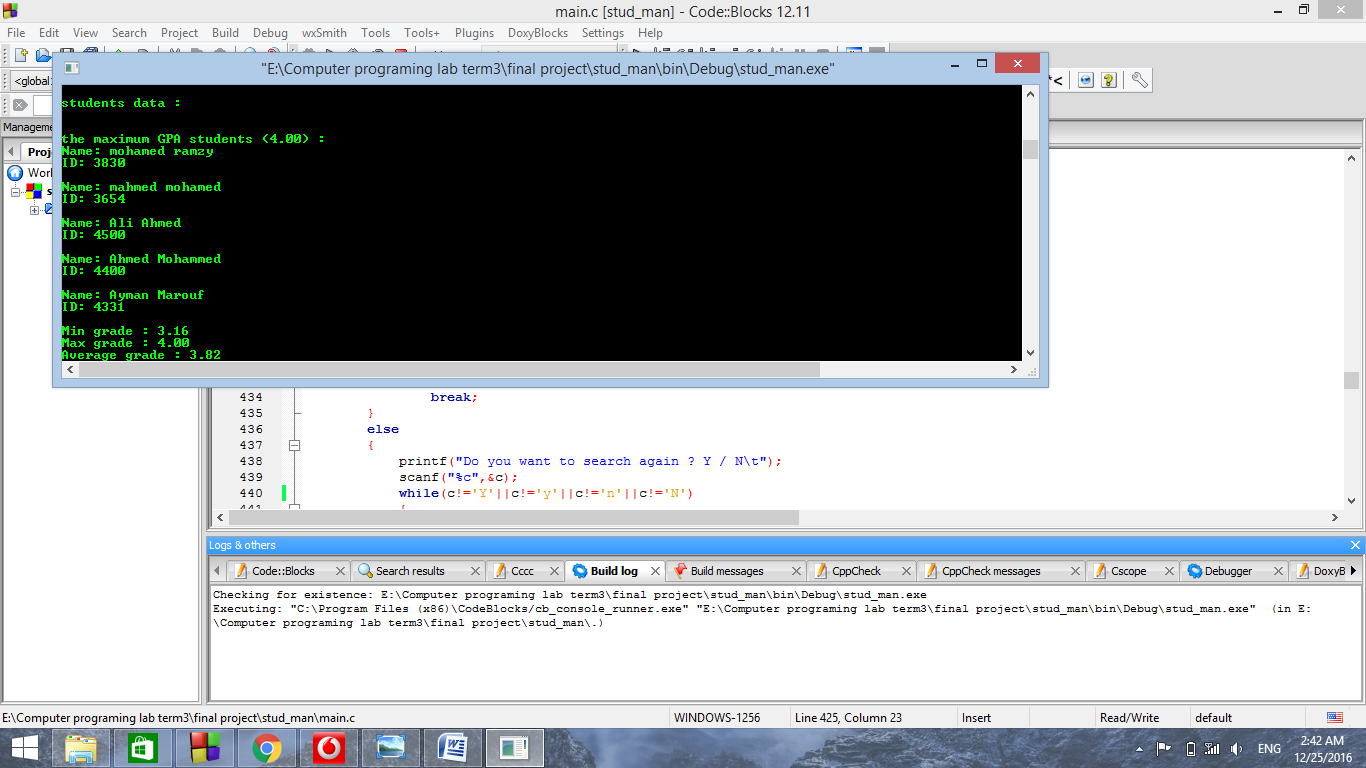 main.c [stud_man] - Code::Blocks 12.11
File Edit View Search Project Build Debug wxSmith Tools Tools+ Plugins DoxyBlocks Settings Help
"E:\Computer programing lab term3\final project\stud_man\bin\Debug\stud_man.exe"
<global
*<
Manageme
Proj
Work
s
students data :
the maximum GPA students (4.00) :
Name: mohamed ramzy
ID: 3830
Name: mahmed mohamed
ID: 3654
Name: Ali Ahmed
ID: 4500
Name: Ahmed Mohammed
ID: 4400
Name: Ayman Marouf
ID: 4331
Min grade : 3.16
Max grade : 4.00
Average grade : 3.82
434 break;
435 }
436 else
437 {
438 printf("Do you want to search again ? Y / N\t");
439 scanf("%c",&c);
440 while(c!='Y'||c!='y'||c!='n'||c!='N')
441 {
Logs & others
Code::Blocks Search results Cccc Build log Build messages CppCheck CppCheck messages Cscope Debugger DoxyB
Checking for existence: E:\Computer programing lab term3\final project\stud_man\bin\Debug\stud_man.exe
Executing: "C:\Program Files (x86)\CodeBlocks/cb_console_runner.exe" "E:\Computer programing lab term3\final project\stud_man\bin\Debug\stud_man.exe" (in E:
\Computer programing lab term3\final project\stud_man\.)
E:\Computer programing lab term3\final project\stud_man\main.c WINDOWS-1256 Line 425, Column 23 Insert Read/Write default
ENG
2:42 AM
12/25/2016